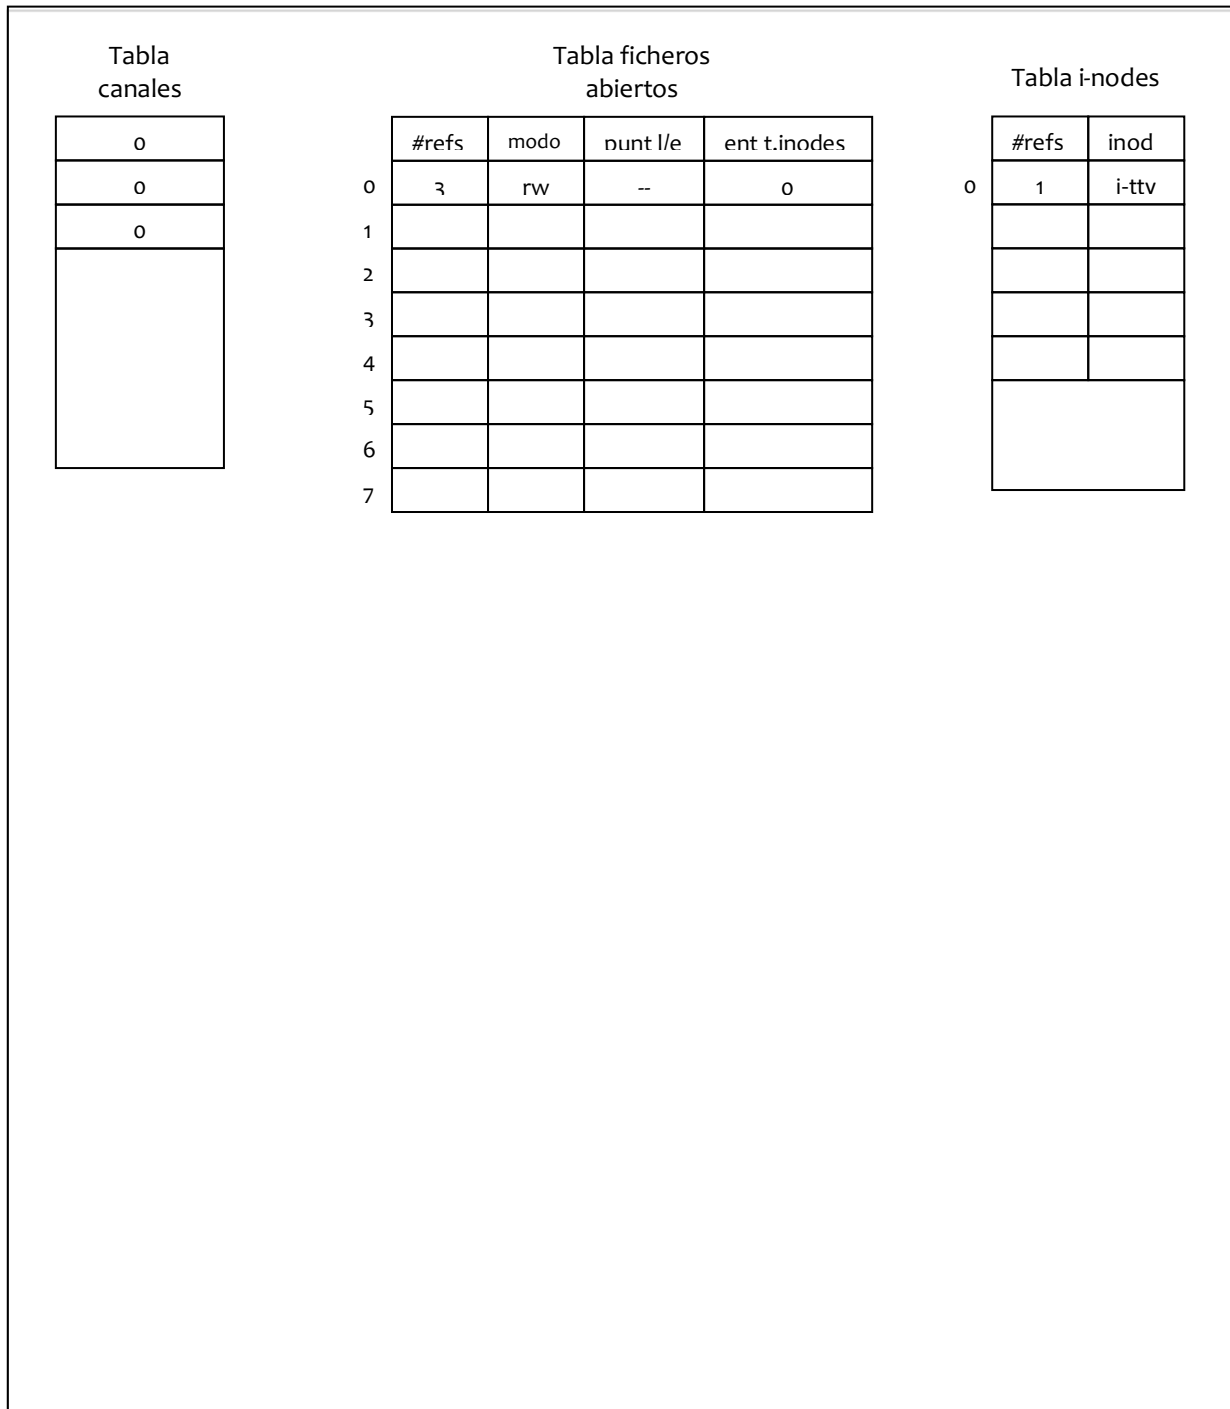 Tabla
canales
0
0
0
Tabla ficheros
abiertos
#refs modo punt l/e ent t.inodes
0 3 rw -- 0
1
2
3
4
5
6
7
Tabla i-nodes
#refs inod
0 1 i-ttv